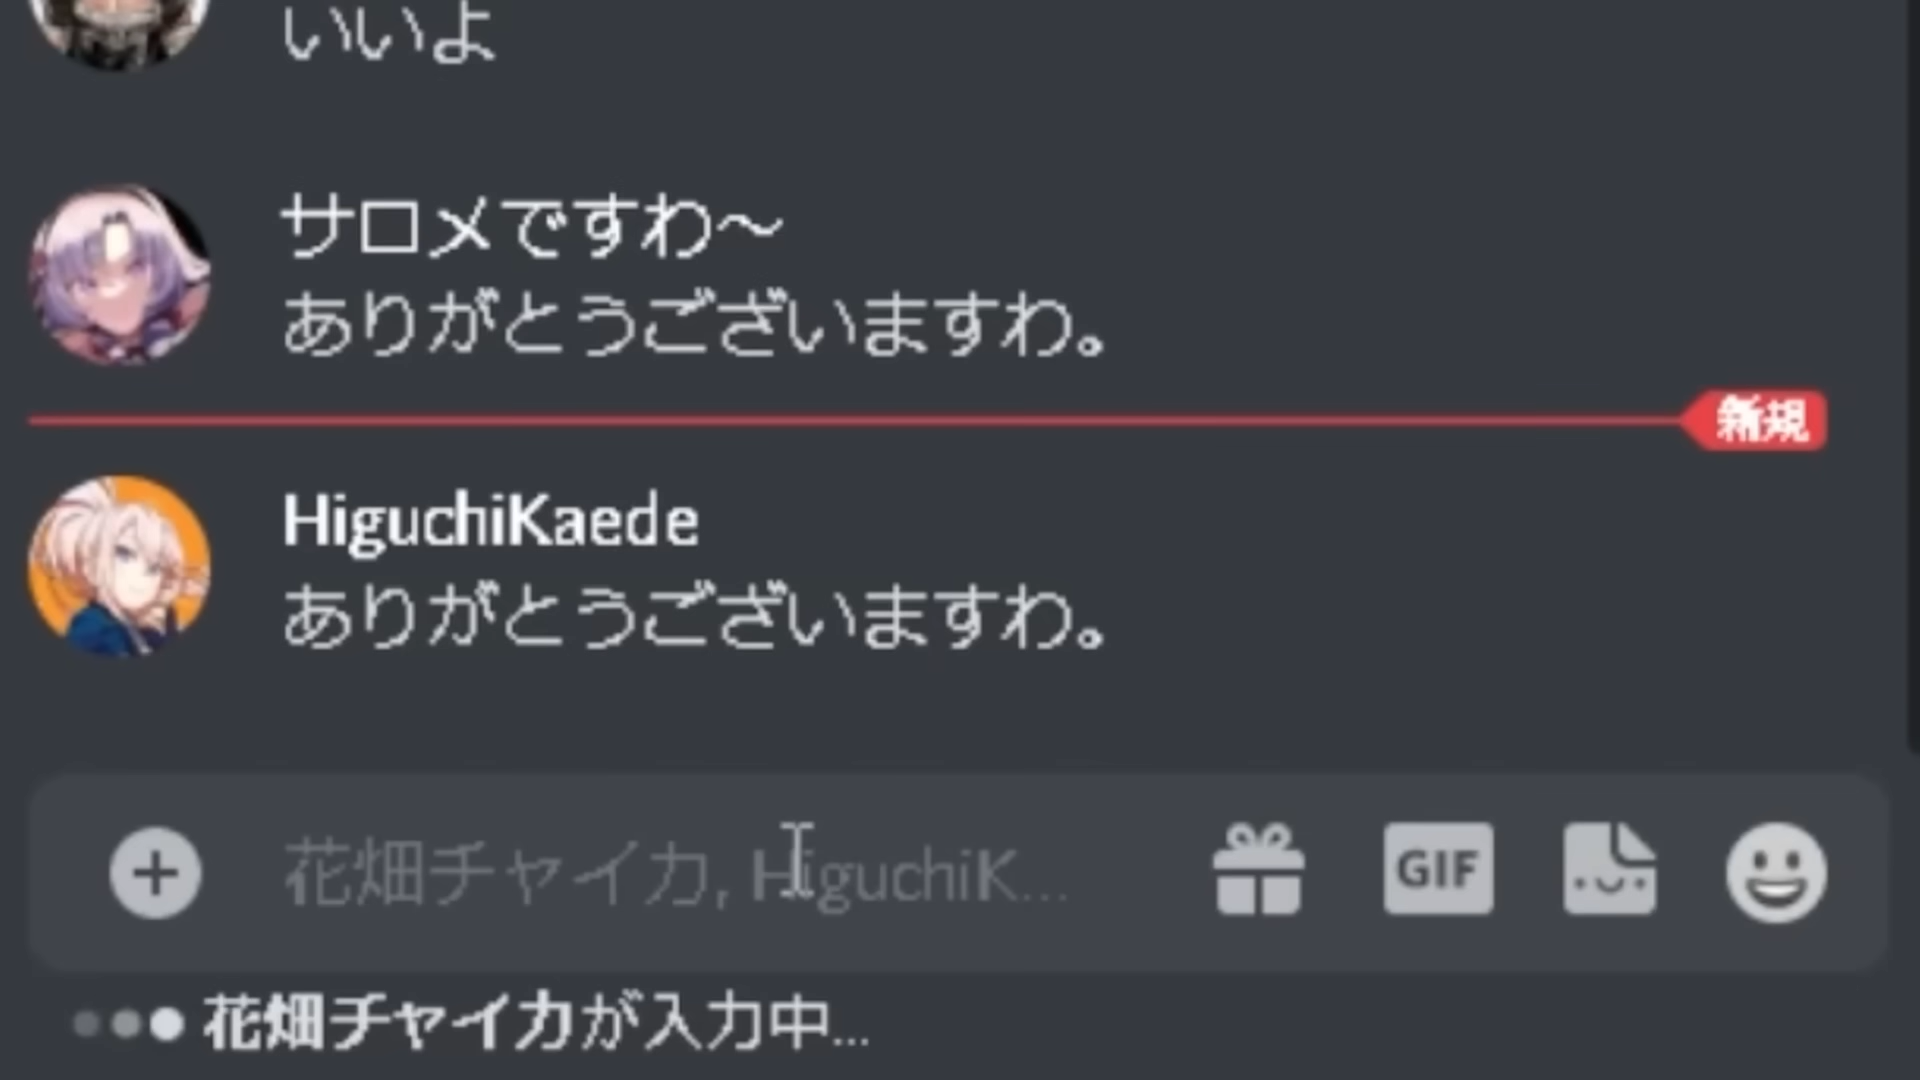 いいよ
サロメですわ～
ありがとうございますわ。
新規
HiguchiKaede
ありがとうございますわ。
花畑チャイカ, HiguchiK...
GIF
花畑チャイカが入力中...